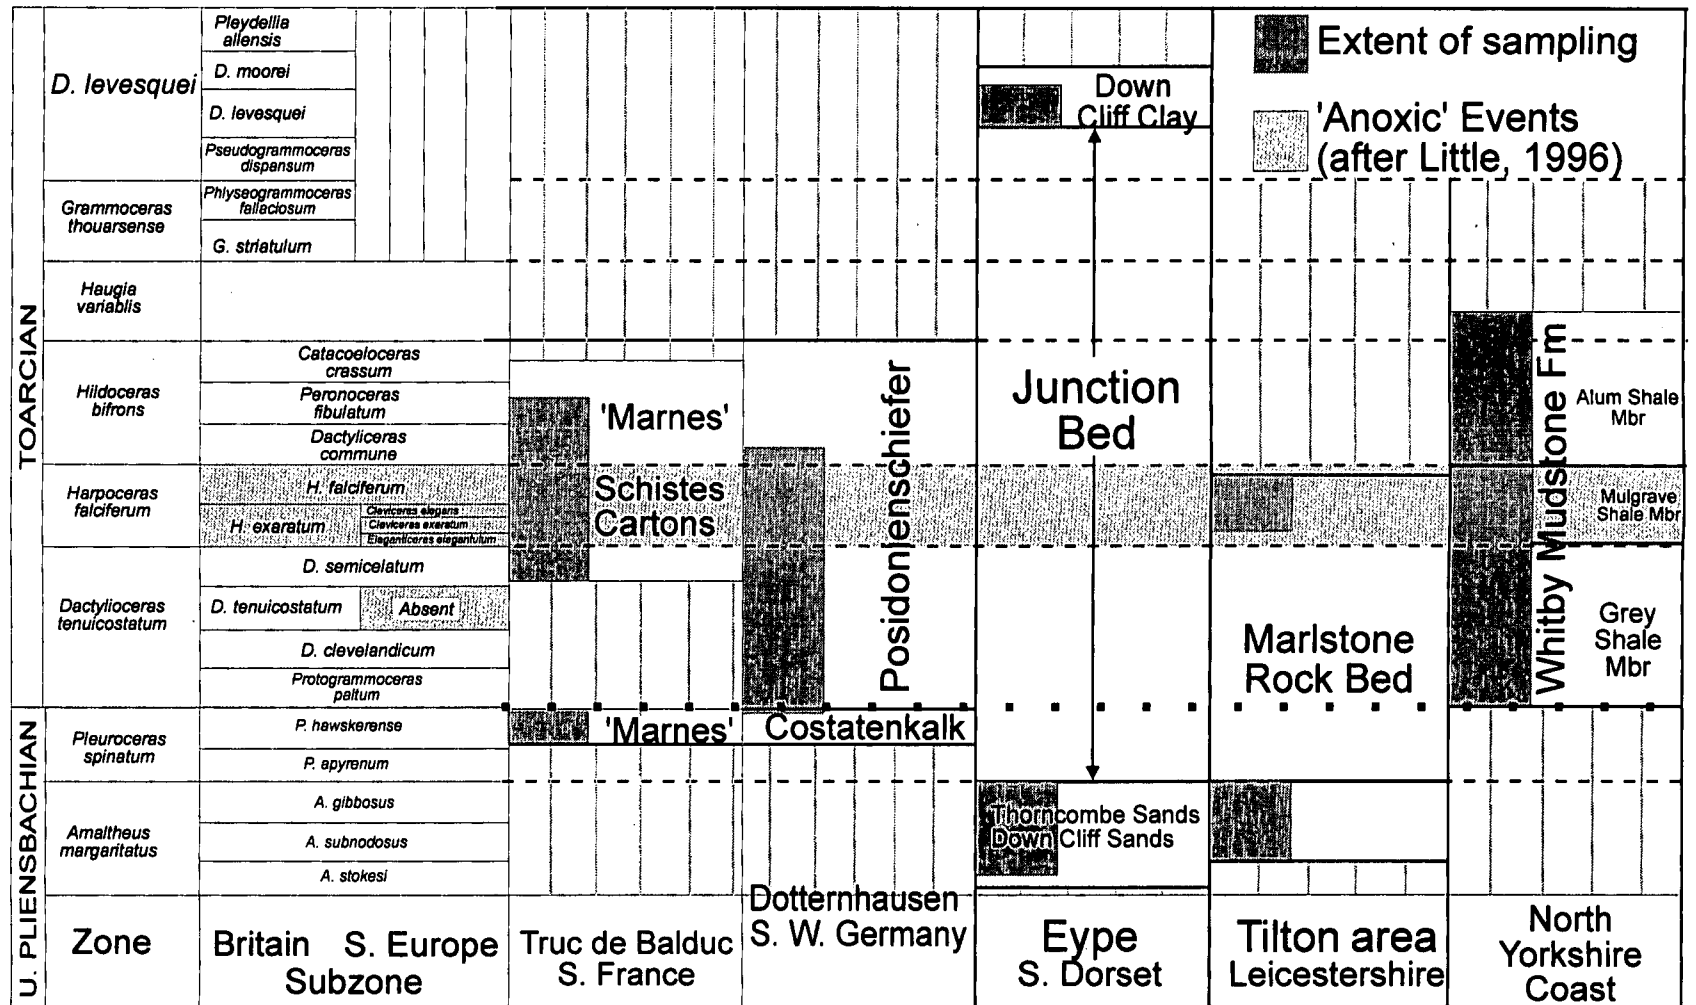 Pleydellia
allensis
D. moorei
D. levesquei
D. levesquei
Pseudogrammoceras
dispansum
Phlyseogrammoceras
fallaciosum
Grammoceras
thouarsense
G. striatulum
Haugia
variablis
TOARCIAN
Catacoeloceras
crassum
Hildoceras
bifrons
Peronoceras
fibulatum
Dactyliceras
commune
Harpoceras
falciferum
H. falciferum
H. exaratum
Cleviceras elegans
Cleviceras exaratum
Eleganticeras elegantulum
D. semicelatum
Dactylioceras
tenuicostatum
D. tenuicostatum
Absent
D. clevelandicum
Protogrammoceras
paltum
U. PLIENSBACHIAN
Pleuroceras
spinatum
P. hawskerense
P. apyrenum
Amaltheus
margaritatus
A. gibbosus
A. subnodosus
A. stokesi
'Marnes'
Schistes
Cartons
'Marnes'
Posidonienschiefer
Costatenkalk
Down
Cliff Clay
Junction
Bed
Thorncombe Sands
Down Cliff Sands
Extent of sampling
'Anoxic' Events
(after Little, 1996)
Marlstone
Rock Bed
Whitby Mudstone Fm
Alum Shale
Mbr
Mulgrave
Shale Mbr
Grey
Shale
Mbr
Zone
Britain S. Europe
Subzone
Truc de Balduc
S. France
Dotternhausen
S. W. Germany
Eype
S. Dorset
Tilton area
Leicestershire
North
Yorkshire
Coast